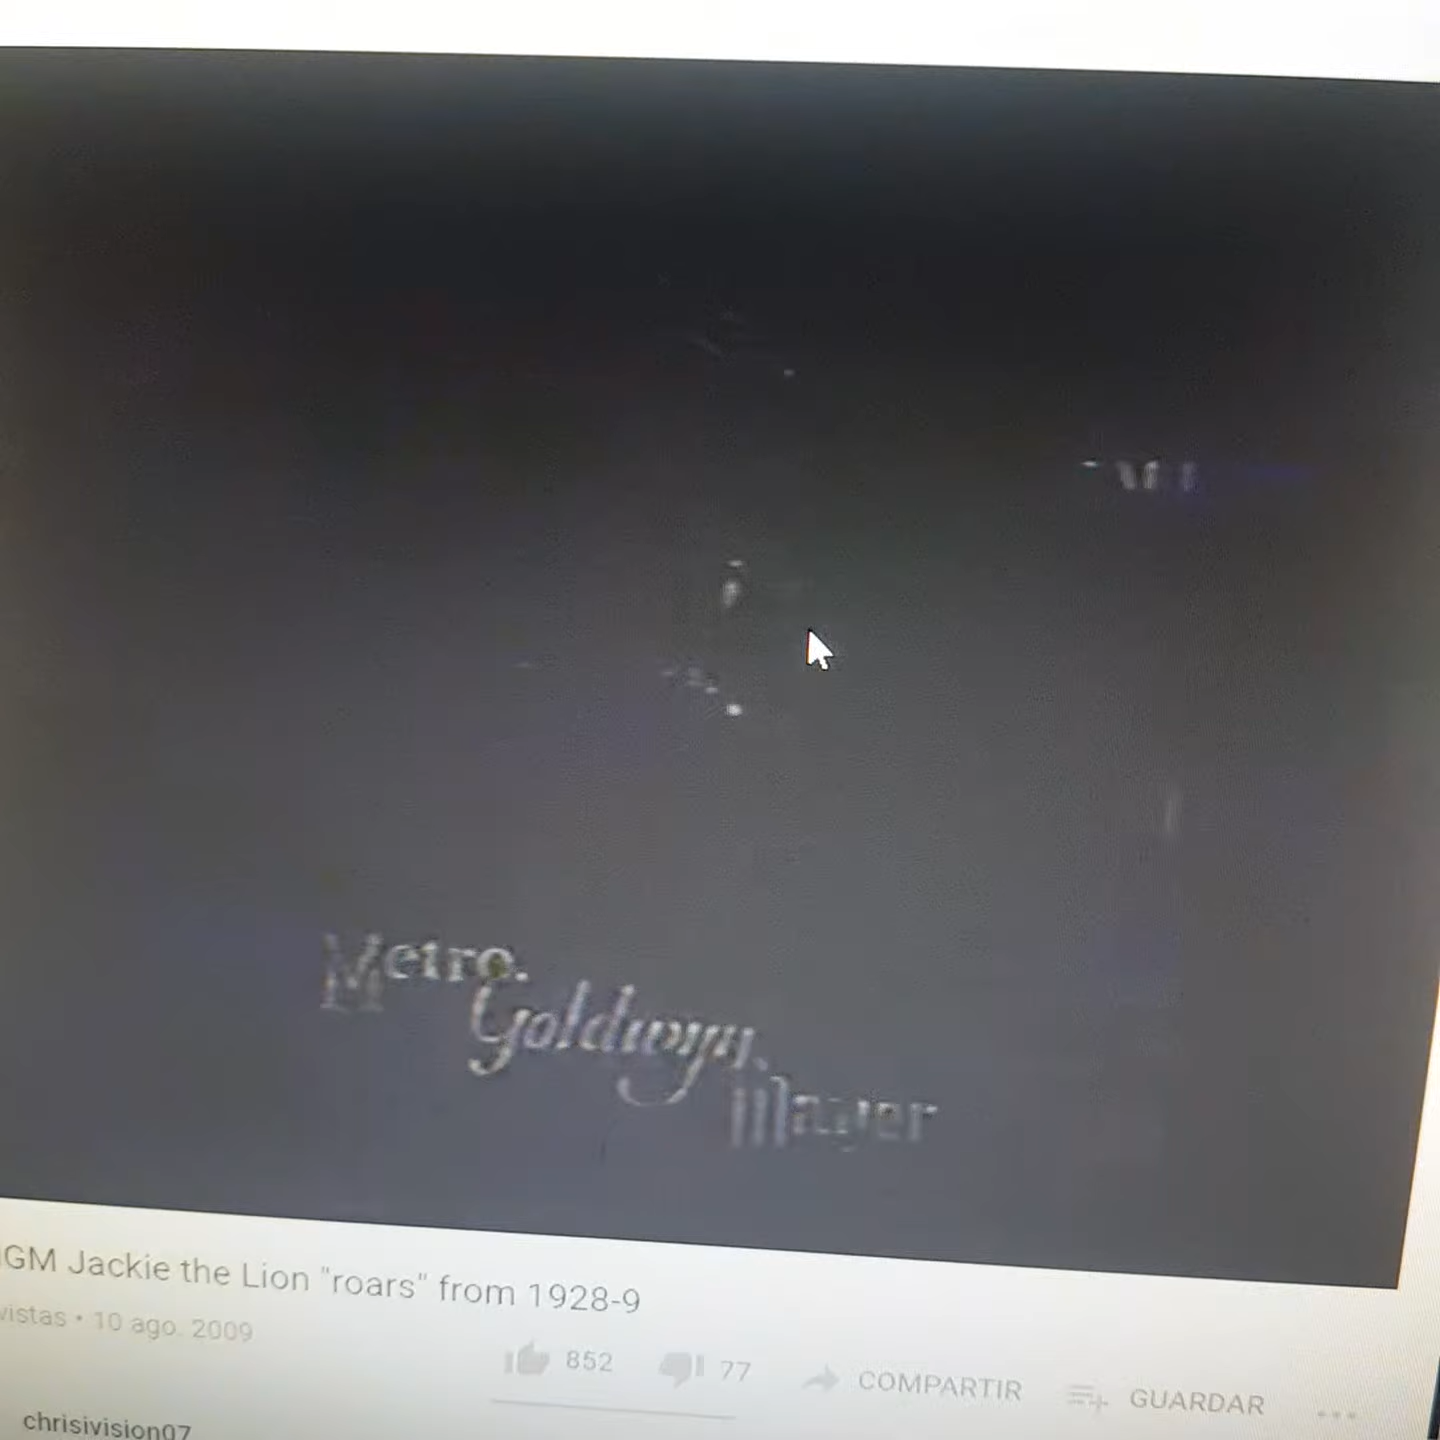 Metro.
Goldwyn.
Mayer
GM Jackie the Lion "roars" from 1928-9
vistas • 10 ago. 2009
852 77 COMPARTIR GUARDAR
chrisivision07